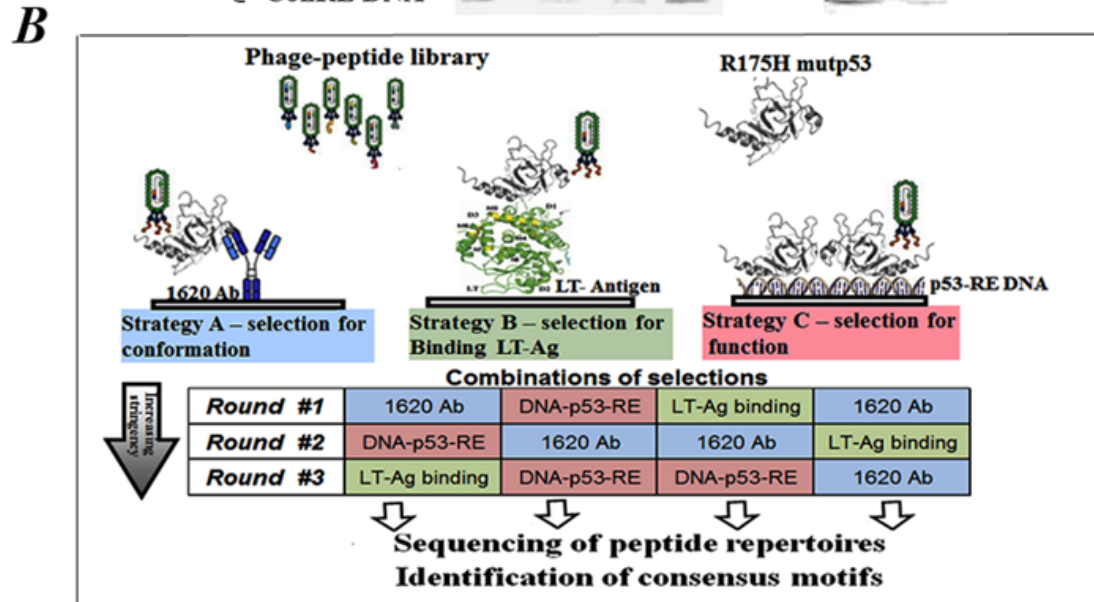 B
Phage-peptide library
R175H mutp53
D3
D1
LT
D2
LT- Antigen
1620 Ab
p53-RE DNA
Strategy A – selection for
conformation
Strategy B – selection for
Binding LT-Ag
Strategy C – selection for
function
Combinations of selections
Increasing
stringency
Round #1 1620 Ab DNA-p53-RE LT-Ag binding 1620 Ab
Round #2 DNA-p53-RE 1620 Ab 1620 Ab LT-Ag binding
Round #3 LT-Ag binding DNA-p53-RE DNA-p53-RE 1620 Ab
Sequencing of peptide repertoires
Identification of consensus motifs